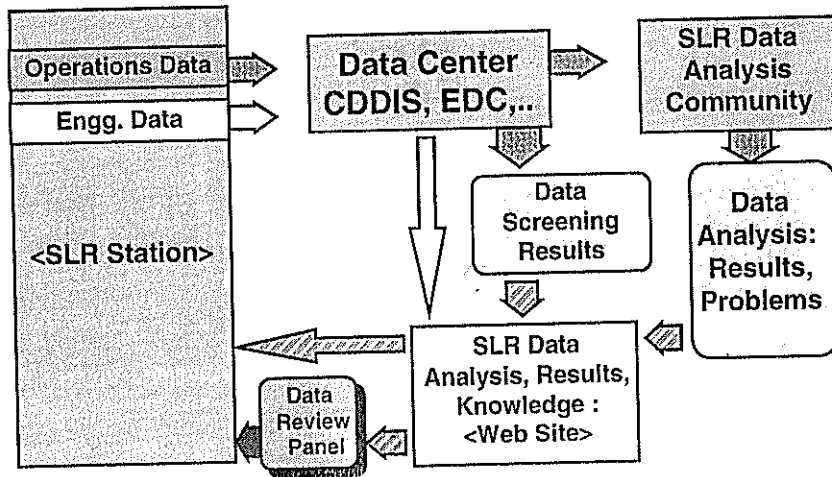 Operations Data
Engg. Data
<SLR Station>
Data Center
CDDIS, EDC,..
SLR Data
Analysis
Community
Data
Screening
Results
Data
Analysis:
Results,
Problems
SLR Data
Analysis, Results,
Knowledge :
<Web Site>
Data
Review
Panel